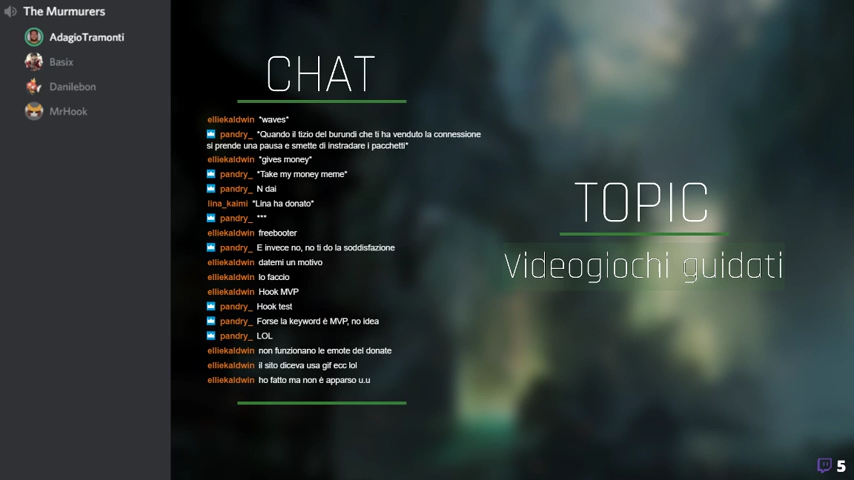 The Murmurers
AdagioTramonti
Basix
Danilebon
MrHook
CHAT
elliekaldwin *waves*
pandry_ *Quando il tizio del burundi che ti ha venduto la connessione
si prende una pausa e smette di instradare i pacchetti*
elliekaldwin *gives money*
pandry_ *Take my money meme*
pandry_ N dai
lina_kaimi *Lina ha donato*
pandry_ ***
elliekaldwin freebooter
pandry_ E invece no, no ti do la soddisfazione
elliekaldwin datemi un motivo
elliekaldwin lo faccio
elliekaldwin Hook MVP
pandry_ Hook test
pandry_ Forse la keyword è MVP, no idea
pandry_ LOL
elliekaldwin non funzionano le emote del donate
elliekaldwin il sito diceva usa gif ecc lol
elliekaldwin ho fatto ma non è apparso u.u
TOPIC
Videogiochi guidati
5